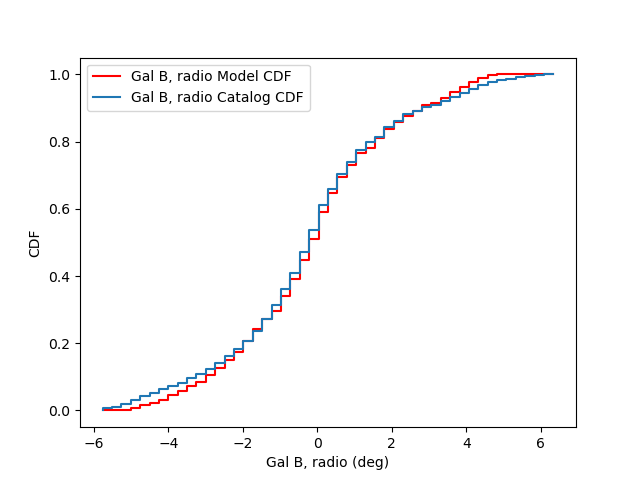 Gal B, radio Model CDF
Gal B, radio Catalog CDF
1.0
0.8
0.6
0.4
0.2
0.0
CDF
−6 −4 −2 0 2 4 6
Gal B, radio (deg)